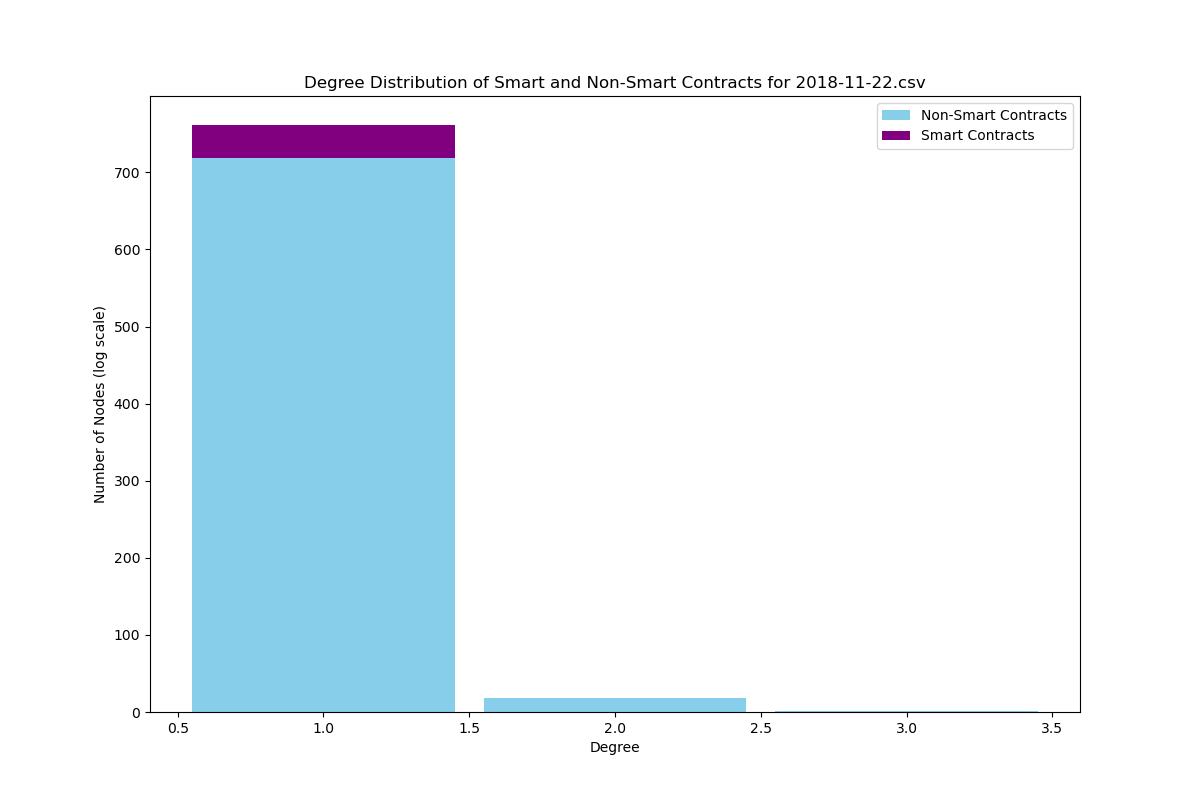 Degree Distribution of Smart and Non-Smart Contracts for 2018-11-22.csv
Non-Smart Contracts
Smart Contracts
Number of Nodes (log scale)
700
600
500
400
300
200
100
0
0.5 1.0 1.5 2.0 2.5 3.0 3.5
Degree